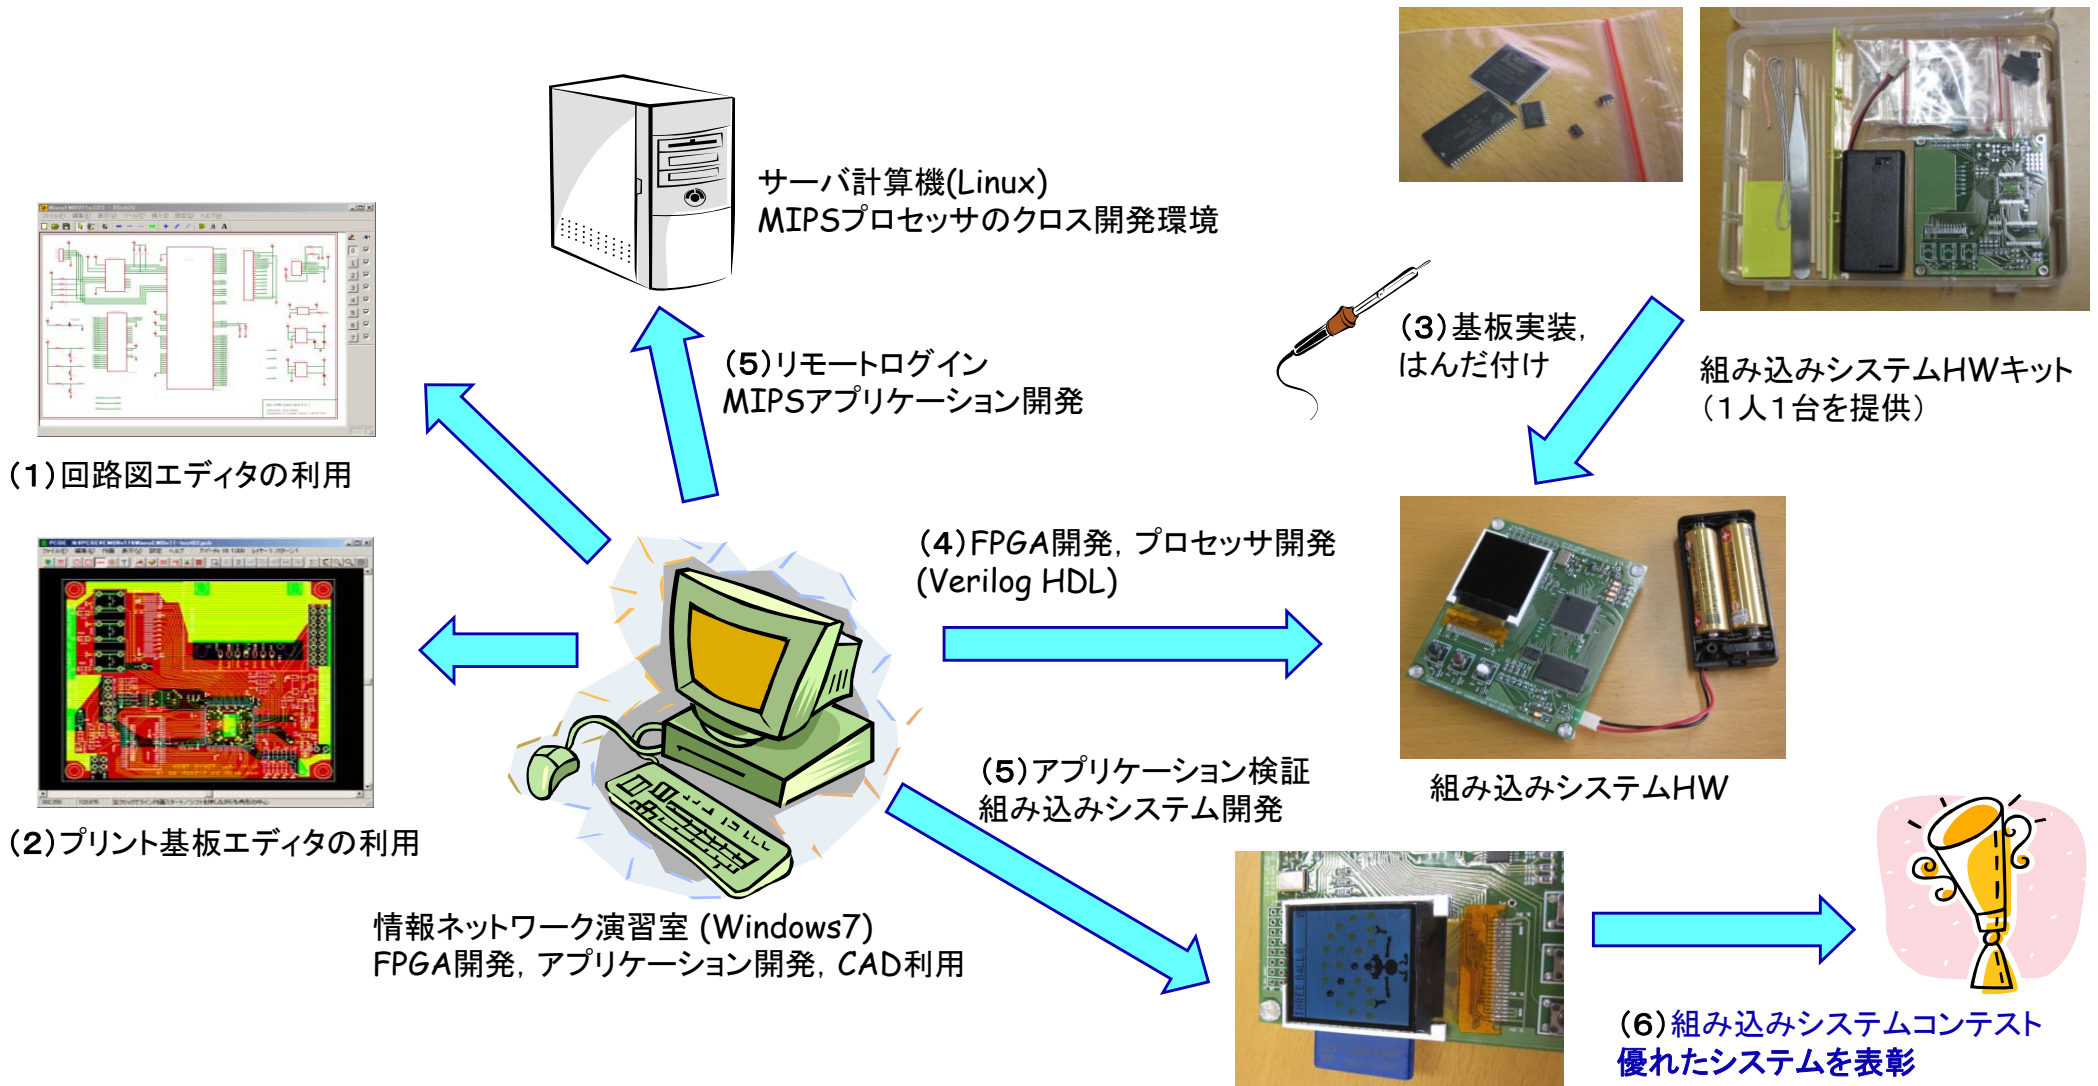 サーバ計算機(Linux)
MIPSプロセッサのクロス開発環境
(5)リモートログイン
MIPSアプリケーション開発
(3)基板実装,
はんだ付け
組み込みシステムHWキット
(1人1台を提供)
(1)回路図エディタの利用
(4)FPGA開発, プロセッサ開発
(Verilog HDL)
(2)プリント基板エディタの利用
(5)アプリケーション検証
組み込みシステム開発
組み込みシステムHW
情報ネットワーク演習室 (Windows7)
FPGA開発, アプリケーション開発, CAD利用
THREE BALLS
(6)組み込みシステムコンテスト
優れたシステムを表彰